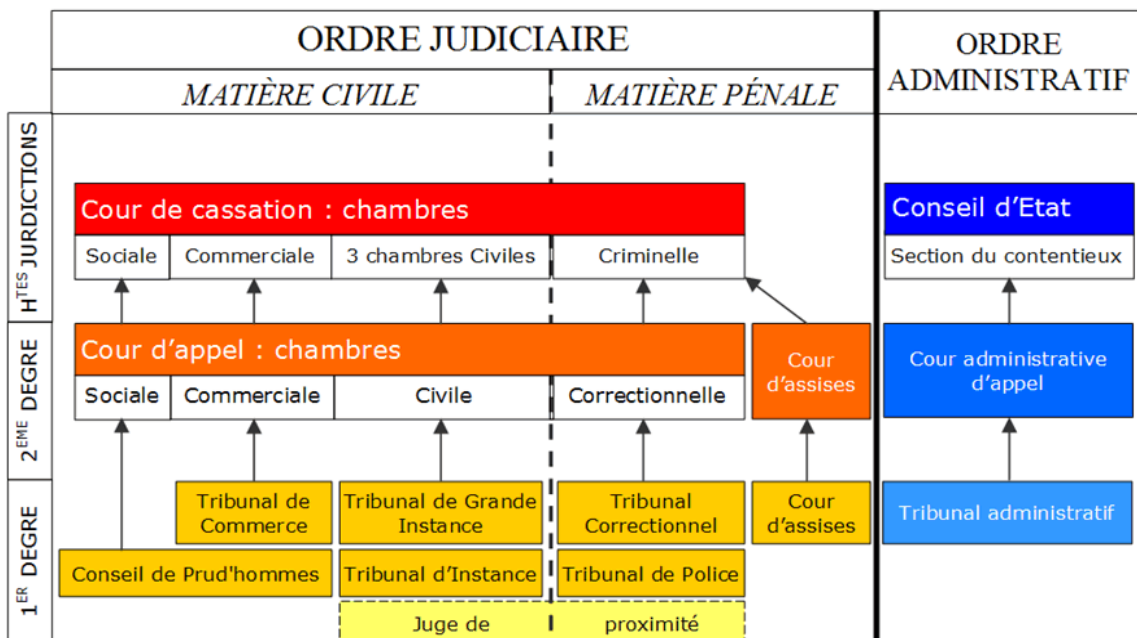 ORDRE JUDICIAIRE
ORDRE
ADMINISTRATIF
MATIÈRE CIVILE
MATIÈRE PÉNALE
HTES JURDICTIONS
Cour de cassation : chambres
Sociale
Commerciale
3 chambres Civiles
Criminelle
Conseil d'Etat
Section du contentieux
2EME DEGRE
Cour d'appel : chambres
Sociale
Commerciale
Civile
Correctionnelle
Cour
d'assises
Cour administrative
d'appel
1ER DEGRE
Tribunal de
Commerce
Tribunal de Grande
Instance
Tribunal
Correctionnel
Cour
d'assises
Tribunal administratif
Conseil de Prud'hommes
Tribunal d'Instance
Tribunal de Police
Juge de proximité